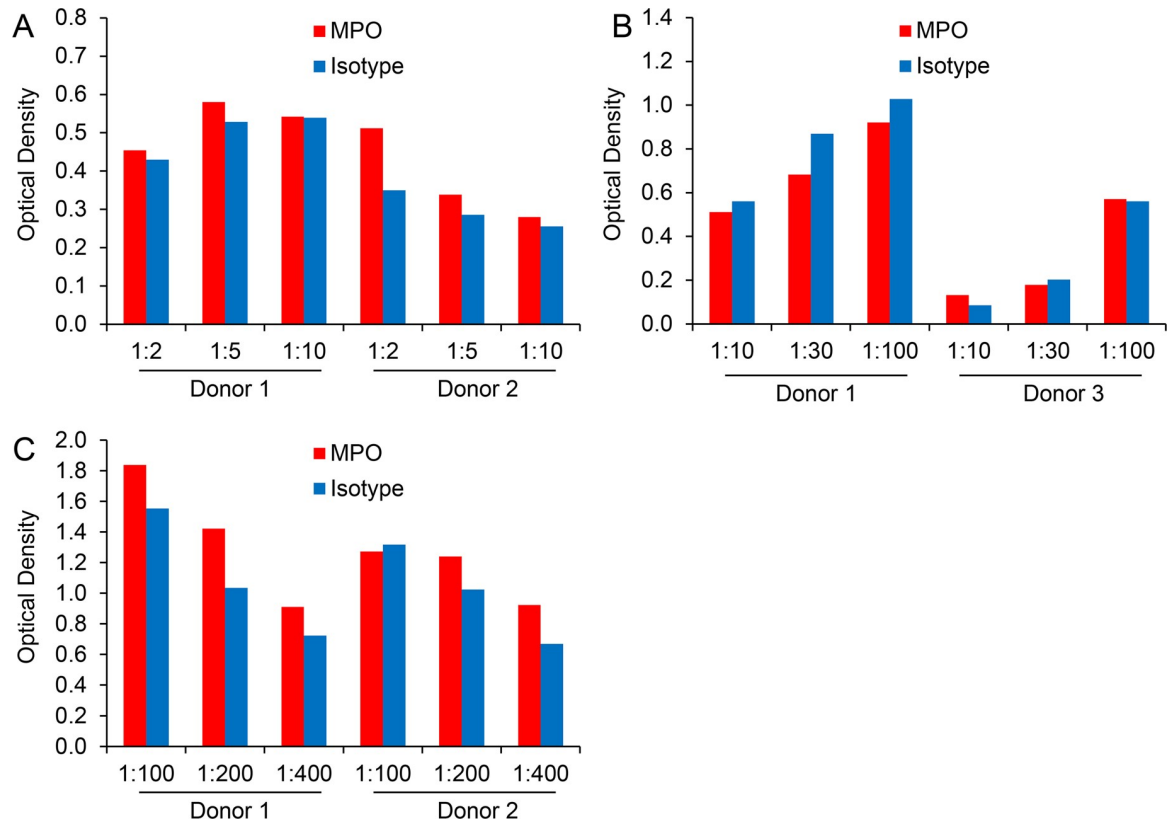 A
MPO
Isotype
Optical Density
0.8
0.7
0.6
0.5
0.4
0.3
0.2
0.1
0.0
1:2 1:5 1:10 1:2 1:5 1:10
Donor 1 Donor 2
B
MPO
Isotype
Optical Density
1.4
1.2
1.0
0.8
0.6
0.4
0.2
0.0
1:10 1:30 1:100 1:10 1:30 1:100
Donor 1 Donor 3
C
MPO
Isotype
Optical Density
2.0
1.8
1.6
1.4
1.2
1.0
0.8
0.6
0.4
0.2
0.0
1:100 1:200 1:400 1:100 1:200 1:400
Donor 1 Donor 2